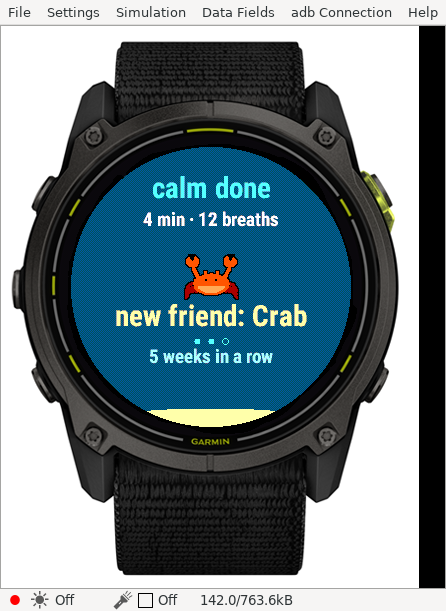 File Settings Simulation Data Fields adb Connection Help
calm done
4 min · 12 breaths
new friend: Crab
5 weeks in a row
GARMIN
Off Off 142.0/763.6kB